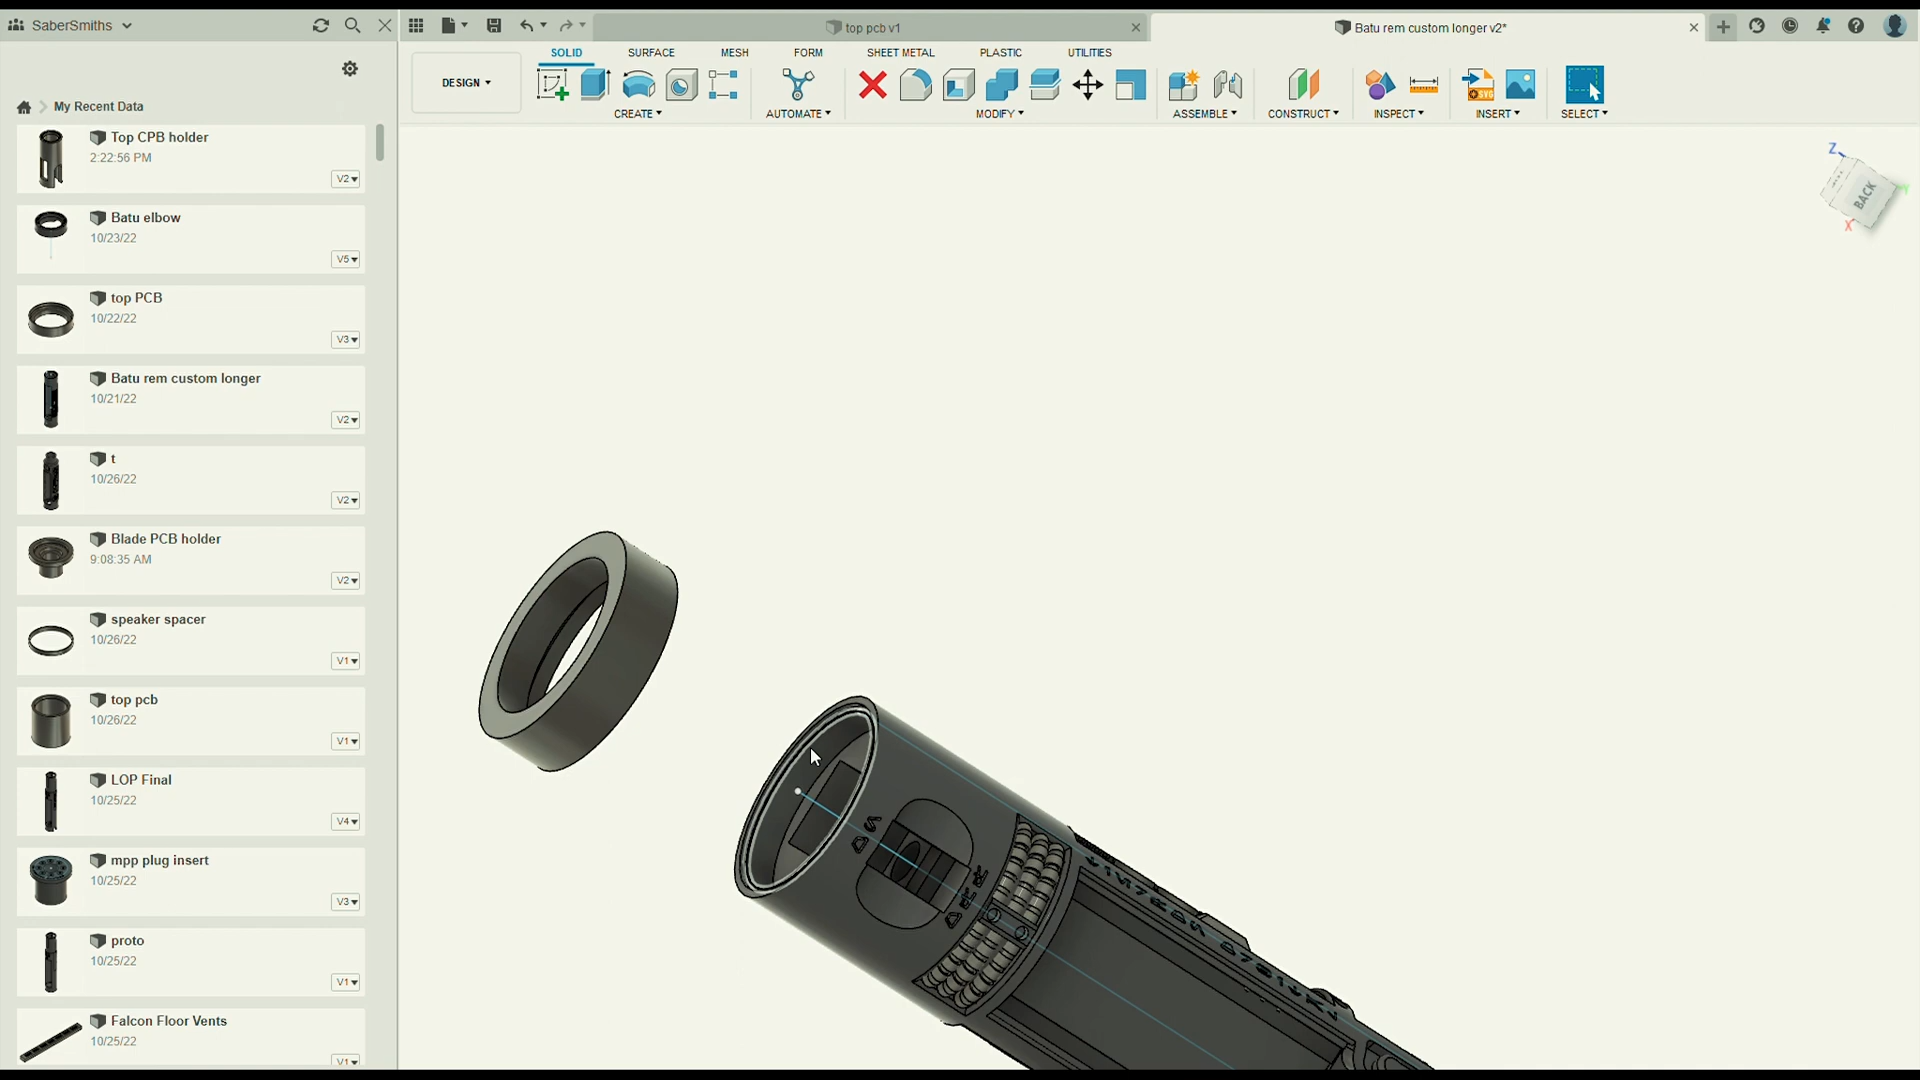 SaberSmiths
top pcb v1
Batu rem custom longer v2*
DESIGN
SOLID
SURFACE
MESH
FORM
SHEET METAL
PLASTIC
UTILITIES
CREATE
AUTOMATE
MODIFY
ASSEMBLE
CONSTRUCT
INSPECT
INSERT
SELECT
SVG
My Recent Data
Top CPB holder
2:22:56 PM
V2
Batu elbow
10/23/22
V5
top PCB
10/22/22
V3
Batu rem custom longer
10/21/22
V2
t
10/26/22
V2
Blade PCB holder
9:08:35 AM
V2
speaker spacer
10/26/22
V1
top pcb
10/26/22
V1
LOP Final
10/25/22
V4
mpp plug insert
10/25/22
V3
proto
10/25/22
V1
Falcon Floor Vents
10/25/22
V1
Z
BACK
Y
X